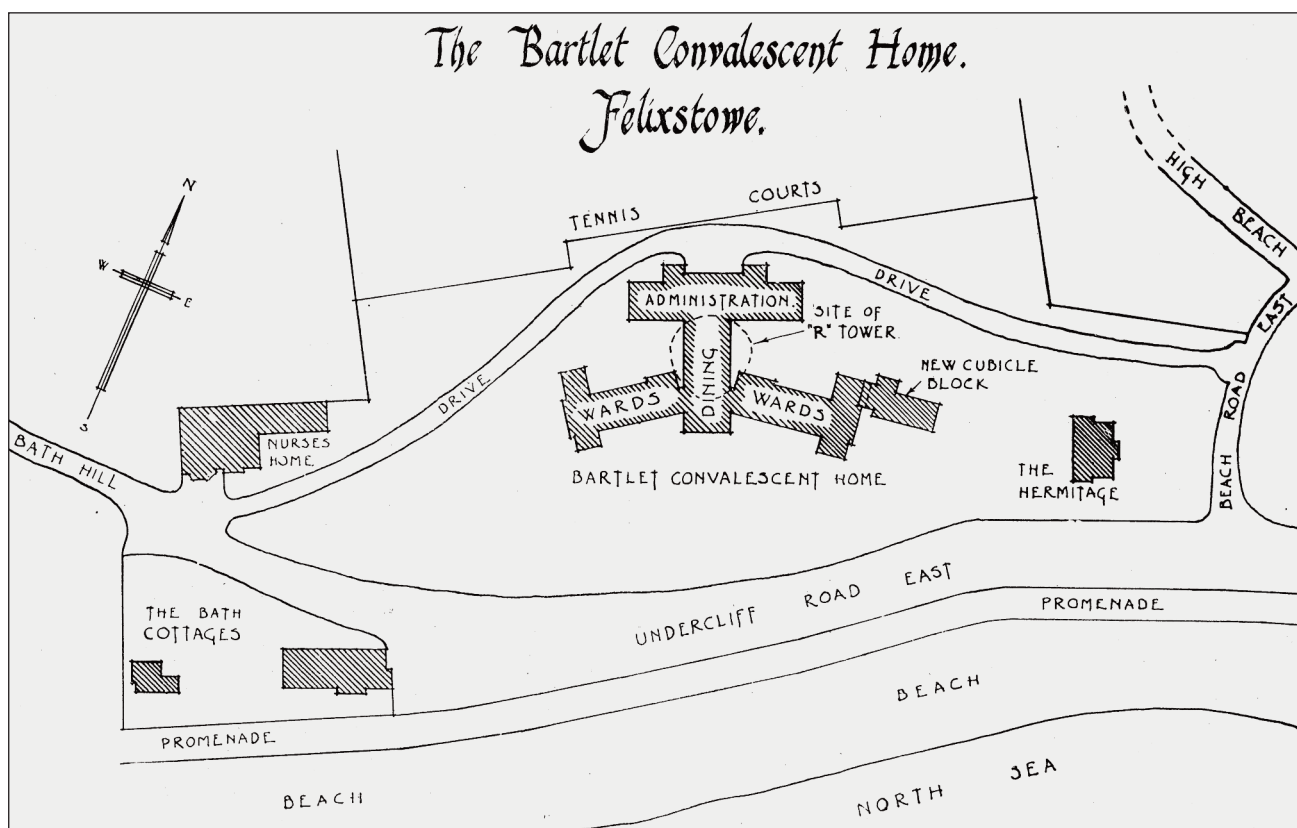 The Bartlet Convalescent Home.
Felixstowe.
HIGH BEACH
TENNIS COURTS
N
W
E
S
DRIVE
ADMINISTRATION.
SITE OF
"R" TOWER.
DINING
NEW CUBICLE
BLOCK
DRIVE
WARDS
WARDS
BEACH ROAD EAST
BATH HILL
NURSES
HOME
BARTLET CONVALESCENT HOME
THE
HERMITAGE
THE BATH
COTTAGES
UNDERCLIFF ROAD EAST
PROMENADE
BEACH
PROMENADE
BEACH
NORTH SEA